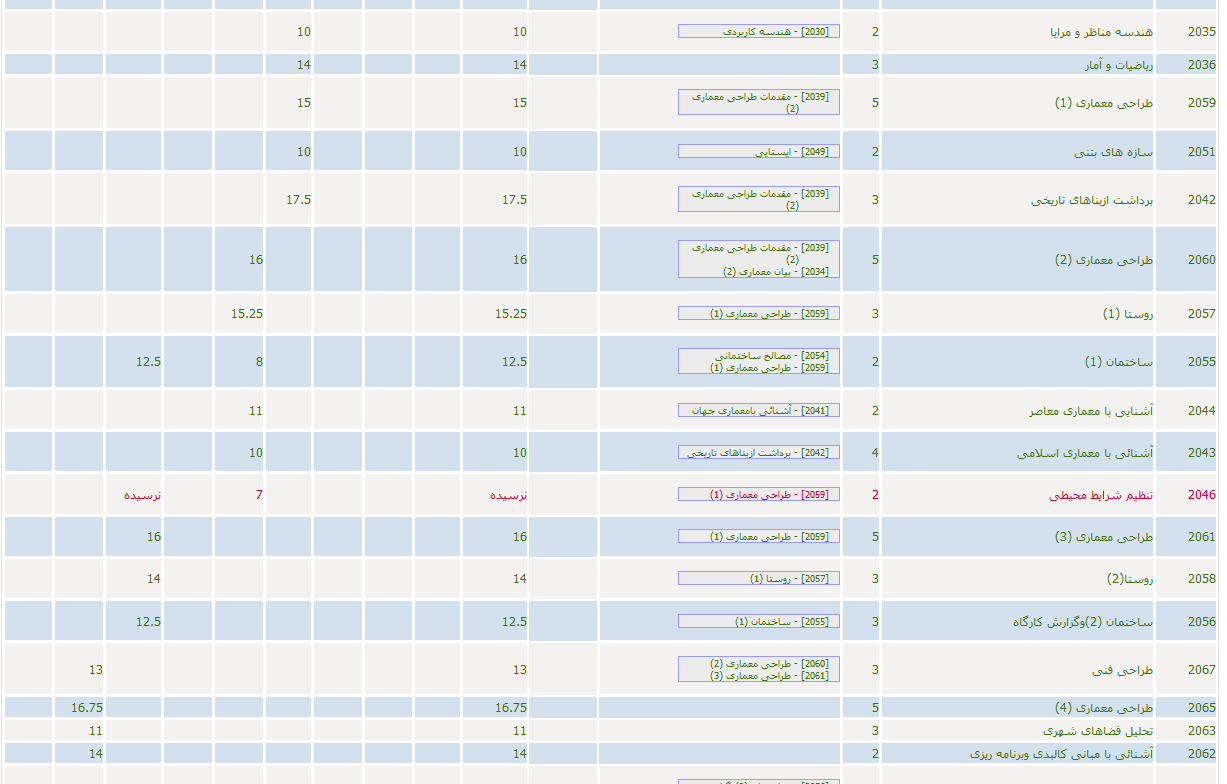 2035 هندسه مناظر و مرایا 2 [2030] - هندسه کاربردی 10 10
2036 ریاضیات و آمار 3 14 14
2059 طراحی معماری (1) 5 [2039] - مقدمات طراحی معماری
(2) 15 15
2051 سازه های بتنی 2 [2049] - ایستایی 10 10
2042 برداشت ازبناهای تاریخی 3 [2039] - مقدمات طراحی معماری
(2) 17.5 17.5
2060 طراحی معماری (2) 5 [2039] - مقدمات طراحی معماری
(2)
[2034] - بیان معماری (2) 16 16
2057 روستا (1) 3 [2059] - طراحی معماری (1) 15.25 15.25
2055 ساختمان (1) 2 [2054] - مصالح ساختمانی
[2059] - طراحی معماری (1) 12.5 8 12.5
2044 آشنایی با معماری معاصر 2 [2041] - آشنائی بامعماری جهان 11 11
2043 آشنائی با معماری اسلامی 4 [2042] - برداشت ازبناهای تاریخی 10 10
2046 تنظیم شرایط محیطی 2 [2059] - طراحی معماری (1) نرسیده 7 نرسیده
2061 طراحی معماری (3) 5 [2059] - طراحی معماری (1) 16 16
2058 روستا(2) 3 [2057] - روستا (1) 14 14
2056 ساختمان (2)وگزارش کارگاه 3 [2055] - ساختمان (1) 12.5 12.5
2067 طراحی فنی 3 [2060] - طراحی معماری (2)
[2061] - طراحی معماری (3) 13 13
2065 طراحی معماری (4) 5 16.75 16.75
2063 تحلیل فضاهای شهری 3 11 11
2062 آشنائی با مبانی کالبدی وبرنامه ریزی 2 14 14